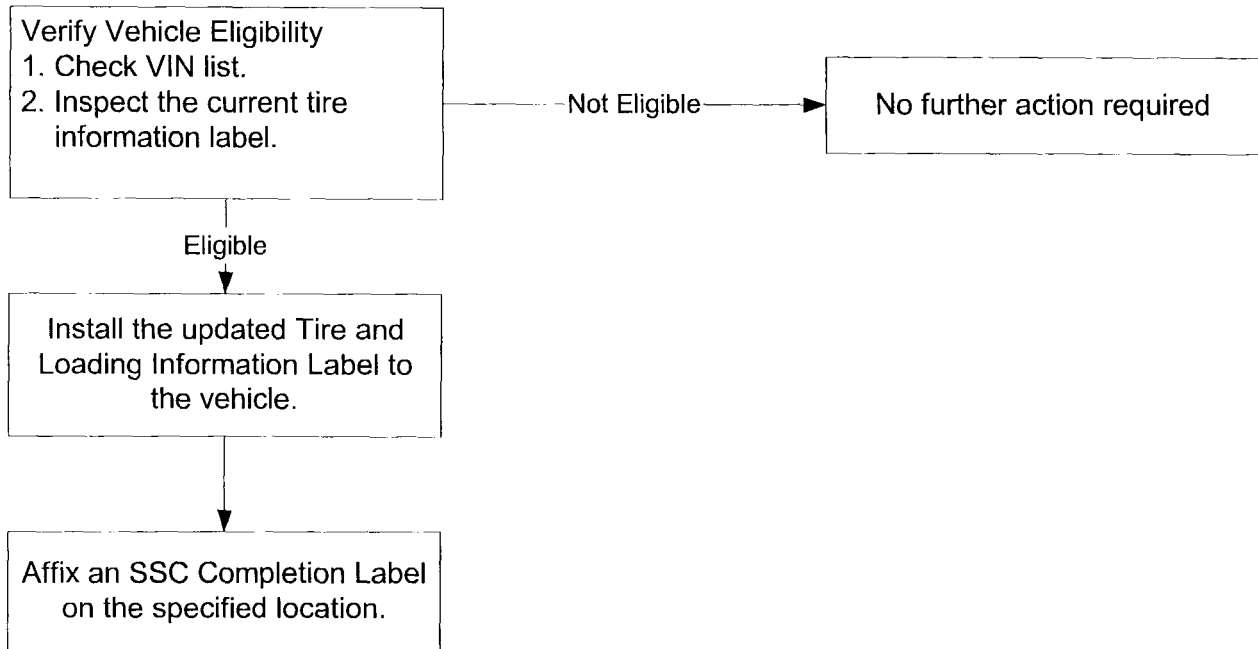 Verify Vehicle Eligibility
1. Check VIN list.
2. Inspect the current tire
information label.
Not Eligible
No further action required
Eligible
Install the updated Tire and
Loading Information Label to
the vehicle.
Affix an SSC Completion Label
on the specified location.